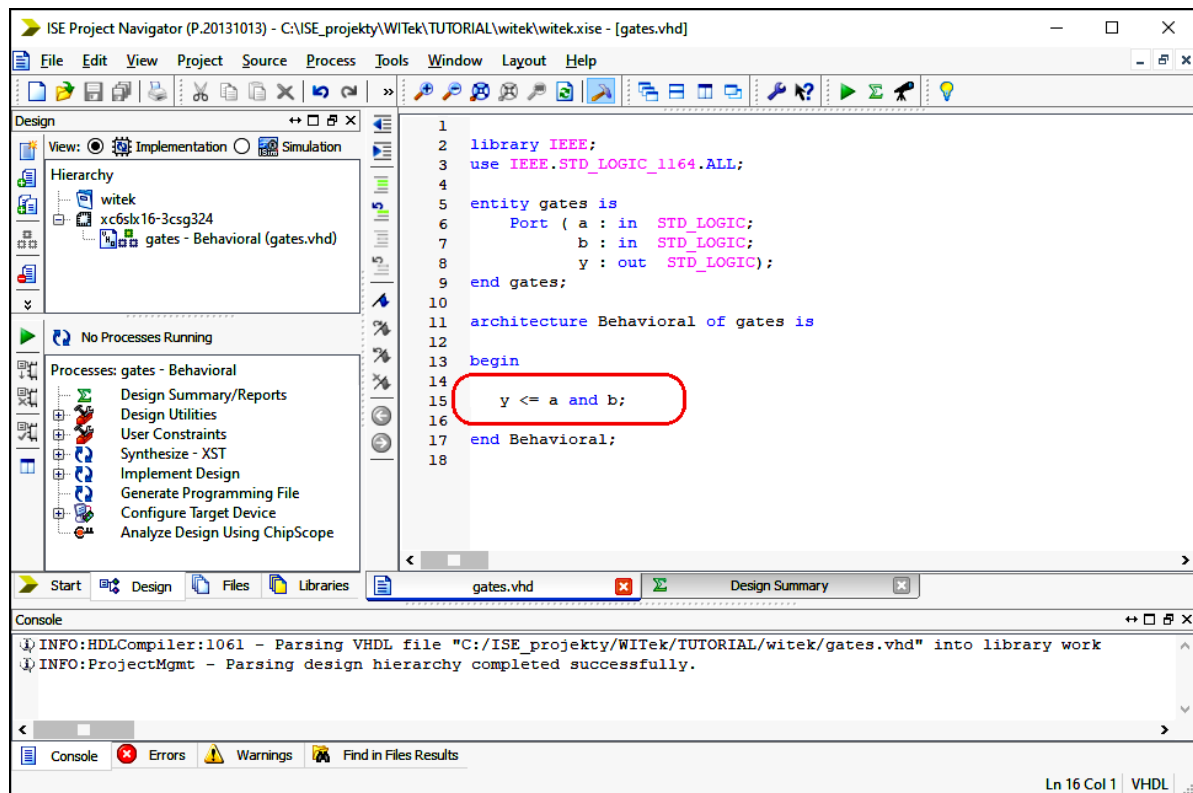 ISE Project Navigator (P.20131013) - C:\ISE_projekty\WITek\TUTORIAL\witek\witek.xise - [gates.vhd]
File Edit View Project Source Process Tools Window Layout Help
Design
View: Implementation Simulation
Hierarchy
witek
xc6slx16-3csg324
gates - Behavioral (gates.vhd)
No Processes Running
Processes: gates - Behavioral
Design Summary/Reports
Design Utilities
User Constraints
Synthesize - XST
Implement Design
Generate Programming File
Configure Target Device
Analyze Design Using ChipScope
Start Design Files Libraries
1
2 library IEEE;
3 use IEEE.STD_LOGIC_1164.ALL;
4
5 entity gates is
6 Port ( a : in STD_LOGIC;
7 b : in STD_LOGIC;
8 y : out STD_LOGIC);
9 end gates;
10
11 architecture Behavioral of gates is
12
13 begin
14
15 y <= a and b;
16
17 end Behavioral;
18
gates.vhd Design Summary
Console
INFO:HDLCompiler:1061 - Parsing VHDL file "C:/ISE_projekty/WITek/TUTORIAL/witek/gates.vhd" into library work
INFO:ProjectMgmt - Parsing design hierarchy completed successfully.
Console Errors Warnings Find in Files Results
Ln 16 Col 1 VHDL